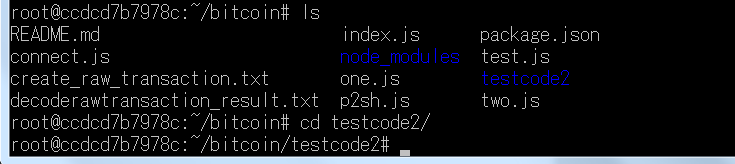 root@ccdcd7b7978c:~/bitcoin# ls
README.md index.js package.json
connect.js node_modules test.js
create_raw_transaction.txt one.js testcode2
decoderawtransaction_result.txt p2sh.js two.js
root@ccdcd7b7978c:~/bitcoin# cd testcode2/
root@ccdcd7b7978c:~/bitcoin/testcode2#